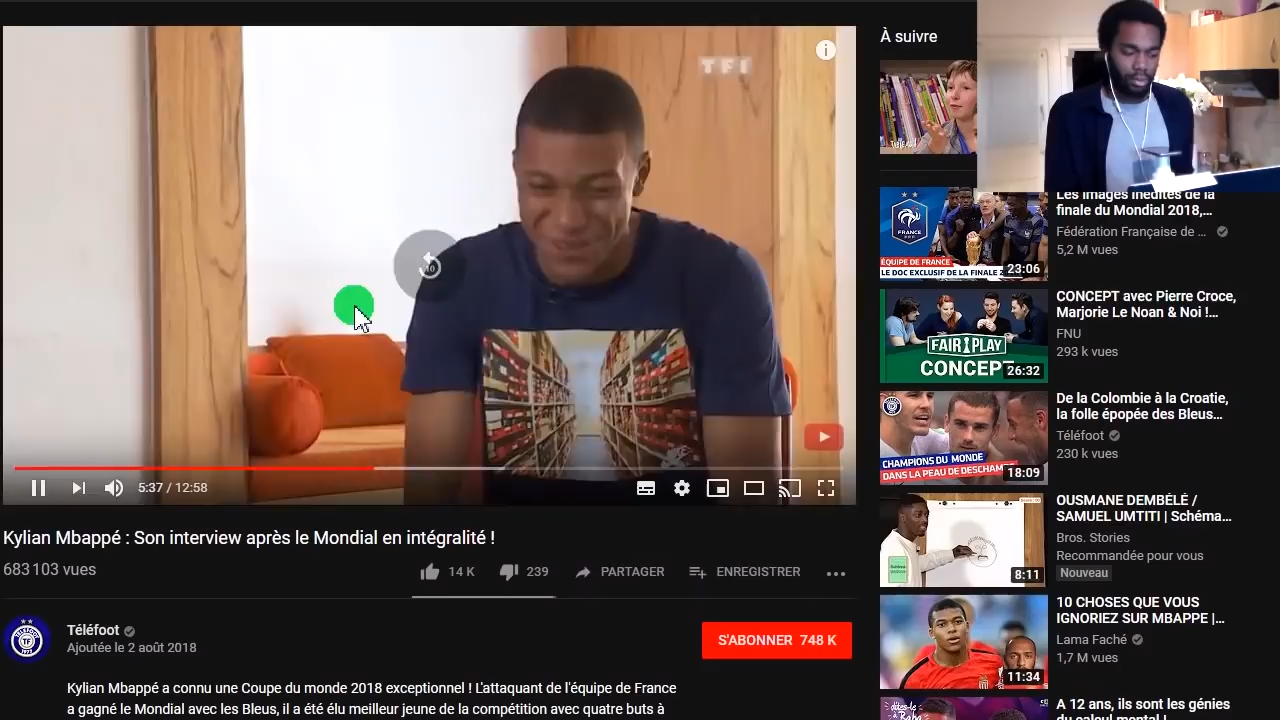 TF1
10
5:37 / 12:58
Kylian Mbappé : Son interview après le Mondial en intégralité !
683 103 vues
14 K
239
PARTAGER
ENREGISTRER
Téléfoot
Ajoutée le 2 août 2018
S'ABONNER 748 K
Kylian Mbappé a connu une Coupe du monde 2018 exceptionnel ! L'attaquant de l'équipe de France
a gagné le Mondial avec les Bleus, il a été élu meilleur jeune de la compétition avec quatre buts à
À suivre
FRANCE
ÉQUIPE DE FRANCE
LE DOC EXCLUSIF DE LA FINALE 2
23:06
Les images inédites de la
finale du Mondial 2018,...
Fédération Française de ...
5,2 M vues
FAIR PLAY
CONCEPT
26:32
CONCEPT avec Pierre Croce,
Marjorie Le Noan & Noi !...
FNU
293 k vues
CHAMPIONS DU MONDE
DANS LA PEAU DE DESCHAM
18:09
De la Colombie à la Croatie,
la folle épopée des Bleus...
Téléfoot
230 k vues
8:11
OUSMANE DEMBÉLÉ /
SAMUEL UMTITI | Schéma...
Bros. Stories
Recommandée pour vous
Nouveau
11:34
10 CHOSES QUE VOUS
IGNORIEZ SUR MBAPPE |...
Lama Faché
1,7 M vues
A 12 ans, ils sont les génies
du calcul mental !